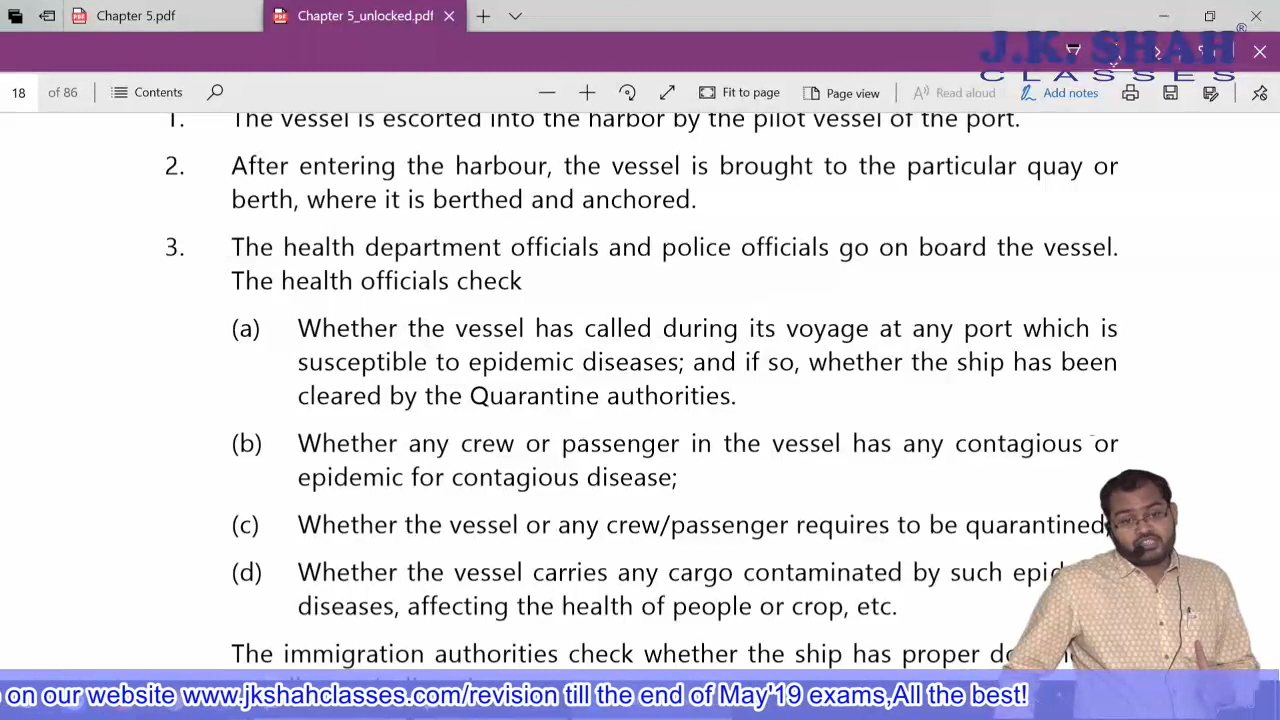 Chapter 5.pdf
Chapter 5_unlocked.pdf
J.K. SHAH
CLASSES
18 of 86
Contents
Fit to page
Page view
Read aloud
Add notes
1. The vessel is escorted into the harbor by the pilot vessel of the port.
2. After entering the harbour, the vessel is brought to the particular quay or
berth, where it is berthed and anchored.
3. The health department officials and police officials go on board the vessel.
The health officials check
(a) Whether the vessel has called during its voyage at any port which is
susceptible to epidemic diseases; and if so, whether the ship has been
cleared by the Quarantine authorities.
(b) Whether any crew or passenger in the vessel has any contagious or
epidemic for contagious disease;
(c) Whether the vessel or any crew/passenger requires to be quarantined;
(d) Whether the vessel carries any cargo contaminated by such
diseases, affecting the health of people or crop, etc.
The immigration authorities check whether the ship has proper
o on our website www.jkshahclasses.com/revision till the end of May'19 exams,All the best!